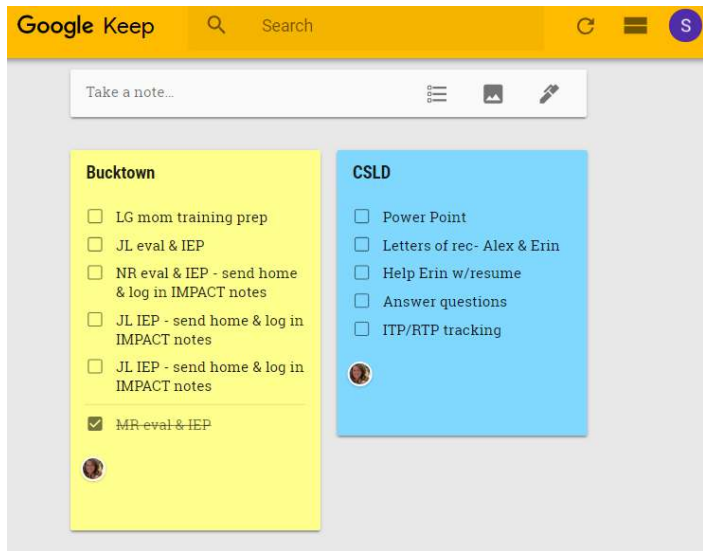 Google Keep
Search
S
Take a note...
Bucktown
LG mom training prep
JL eval & IEP
NR eval & IEP - send home
& log in IMPACT notes
JL IEP - send home & log in
IMPACT notes
JL IEP - send home & log in
IMPACT notes
MR eval & IEP
CSLD
Power Point
Letters of rec- Alex & Erin
Help Erin w/resume
Answer questions
ITP/RTP tracking